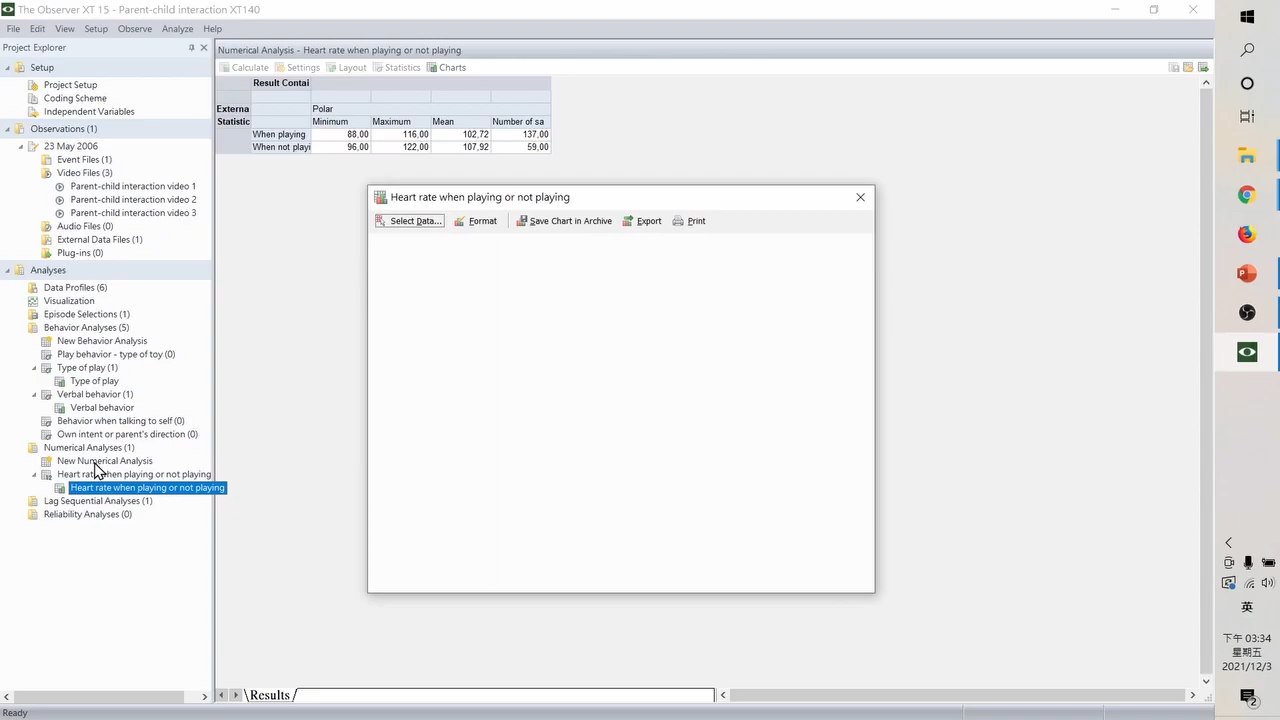 The Observer XT 15 - Parent-child interaction XT140
File Edit View Setup Observe Analyze Help
Project Explorer
Setup
Project Setup
Coding Scheme
Independent Variables
Observations (1)
23 May 2006
Event Files (1)
Video Files (3)
Parent-child interaction video 1
Parent-child interaction video 2
Parent-child interaction video 3
Audio Files (0)
External Data Files (1)
Plug-ins (0)
Analyses
Data Profiles (6)
Visualization
Episode Selections (1)
Behavior Analyses (5)
New Behavior Analysis
Play behavior - type of toy (0)
Type of play (1)
Type of play
Verbal behavior (1)
Verbal behavior
Behavior when talking to self (0)
Own intent or parent's direction (0)
Numerical Analyses (1)
New Numerical Analysis
Heart rate when playing or not playing
Heart rate when playing or not playing
Lag Sequential Analyses (1)
Reliability Analyses (0)
Numerical Analysis - Heart rate when playing or not playing
Calculate Settings Layout Statistics Charts
Result Contai
Externa Polar
Statistic Minimum Maximum Mean Number of sa
When playing 88,00 116,00 102,72 137,00
When not playi 96,00 122,00 107,92 59,00
Heart rate when playing or not playing
Select Data... Format Save Chart in Archive Export Print
Results
Ready
英
下午 03:34
星期五
2021/12/3
2